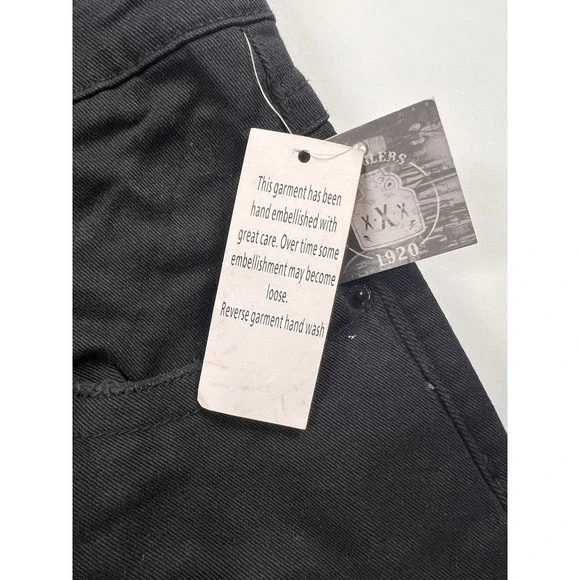 This garment has been
hand embellished with
great care. Over time some
embellishment may become
loose.
Reverse garment hand wash
X X X
1920